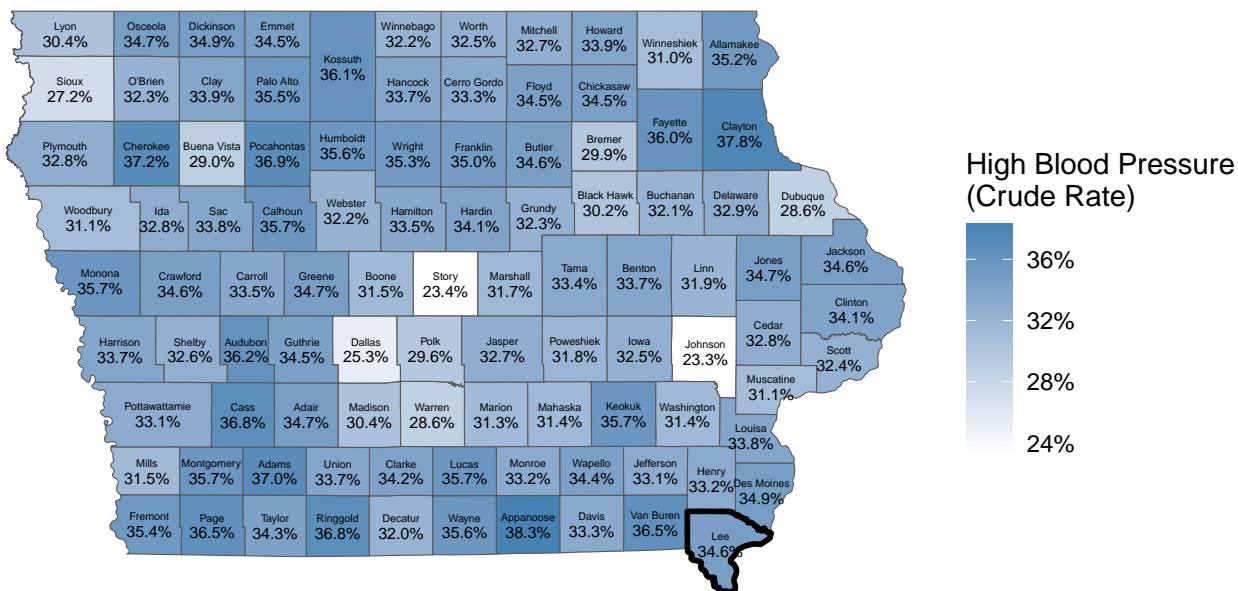 Lyon
30.4%
Osceola
34.7%
Dickinson
34.9%
Emmet
34.5%
Kossuth
36.1%
Winnebago
32.2%
Worth
32.5%
Mitchell
32.7%
Howard
33.9%
Winneshiek
31.0%
Allamakee
35.2%
Sioux
27.2%
O'Brien
32.3%
Clay
33.9%
Palo Alto
35.5%
Hancock
33.7%
Cerro Gordo
33.3%
Floyd
34.5%
Chickasaw
34.5%
Fayette
36.0%
Clayton
37.8%
Plymouth
32.8%
Cherokee
37.2%
Buena Vista
29.0%
Pocahontas
36.9%
Humboldt
35.6%
Wright
35.3%
Franklin
35.0%
Butler
34.6%
Bremer
29.9%
Woodbury
31.1%
Ida
32.8%
Sac
33.8%
Calhoun
35.7%
Webster
32.2%
Hamilton
33.5%
Hardin
34.1%
Grundy
32.3%
Black Hawk
30.2%
Buchanan
32.1%
Delaware
32.9%
Dubuque
28.6%
Monona
35.7%
Crawford
34.6%
Carroll
33.5%
Greene
34.7%
Boone
31.5%
Story
23.4%
Marshall
31.7%
Tama
33.4%
Benton
33.7%
Linn
31.9%
Jones
34.7%
Jackson
34.6%
Clinton
34.1%
Harrison
33.7%
Shelby
32.6%
Audubon
36.2%
Guthrie
34.5%
Dallas
25.3%
Polk
29.6%
Jasper
32.7%
Poweshiek
31.8%
Iowa
32.5%
Johnson
23.3%
Cedar
32.8%
Scott
32.4%
Muscatine
31.1%
Pottawattamie
33.1%
Cass
36.8%
Adair
34.7%
Madison
30.4%
Warren
28.6%
Marion
31.3%
Mahaska
31.4%
Keokuk
35.7%
Washington
31.4%
Louisa
33.8%
Mills
31.5%
Montgomery
35.7%
Adams
37.0%
Union
33.7%
Clarke
34.2%
Lucas
35.7%
Monroe
33.2%
Wapello
34.4%
Jefferson
33.1%
Henry
33.2%
Des Moines
34.9%
Fremont
35.4%
Page
36.5%
Taylor
34.3%
Ringgold
36.8%
Decatur
32.0%
Wayne
35.6%
Appanoose
38.3%
Davis
33.3%
Van Buren
36.5%
Lee
34.6%
High Blood Pressure
(Crude Rate)
36%
32%
28%
24%